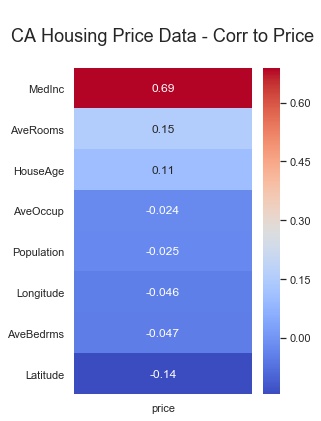 CA Housing Price Data - Corr to Price
MedInc 0.69
AveRooms 0.15
HouseAge 0.11
AveOccup -0.024
Population -0.025
Longitude -0.046
AveBedrms -0.047
Latitude -0.14
price
0.60
0.45
0.30
0.15
0.00